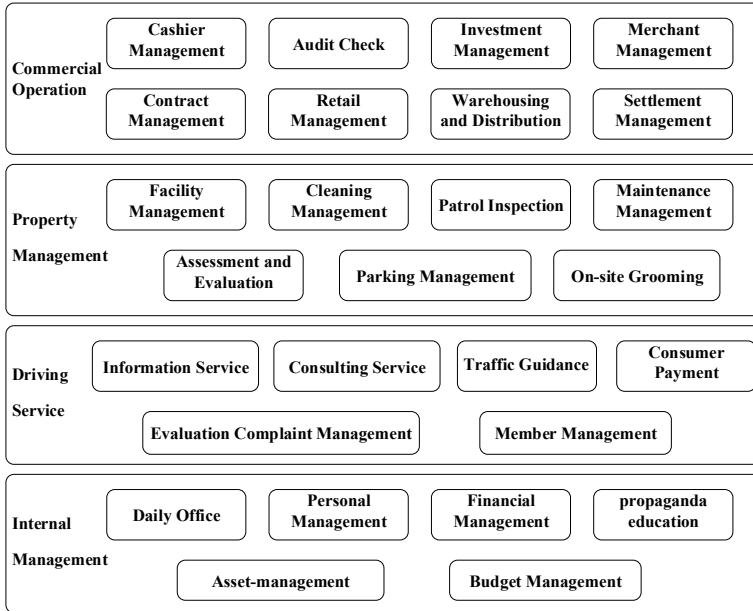 Commercial
Operation
Cashier
Management
Audit Check
Investment
Management
Merchant
Management
Contract
Management
Retail
Management
Warehousing
and Distribution
Settlement
Management
Property
Management
Facility
Management
Cleaning
Management
Patrol Inspection
Maintenance
Management
Assessment and
Evaluation
Parking Management
On-site Grooming
Driving
Service
Information Service
Consulting Service
Traffic Guidance
Consumer
Payment
Evaluation Complaint Management
Member Management
Internal
Management
Daily Office
Personal
Management
Financial
Management
propaganda
education
Asset-management
Budget Management